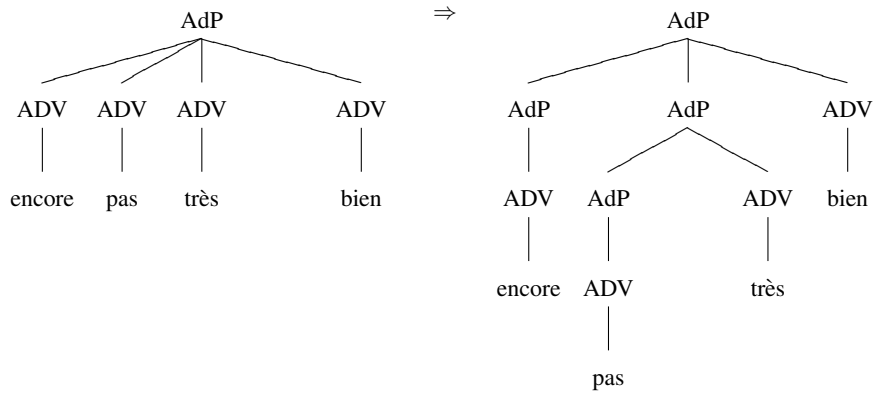 AdP ⇒ AdP
ADV ADV ADV ADV AdP AdP ADV
encore pas très bien ADV AdP ADV bien
encore ADV très
pas